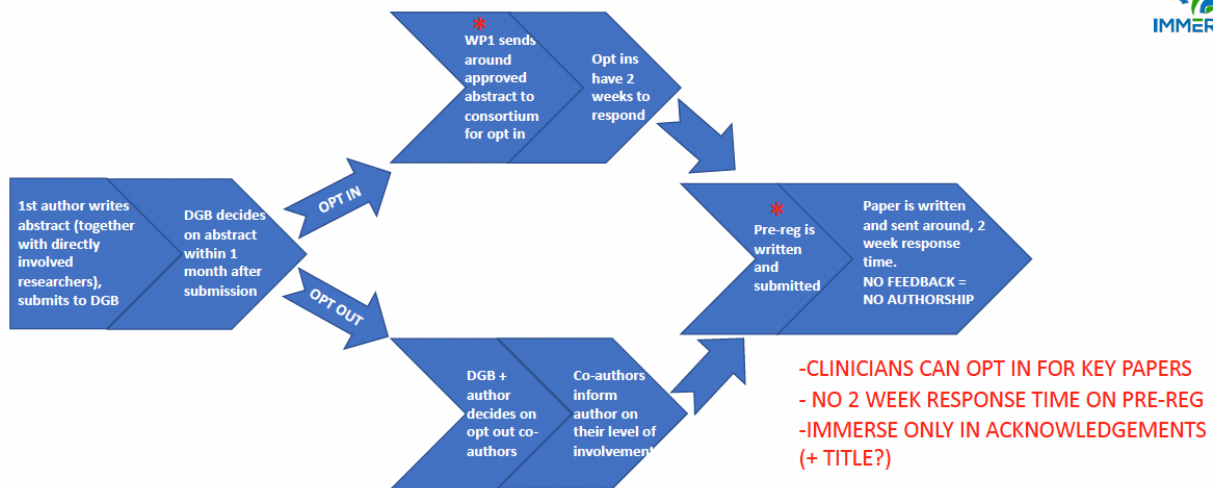 IMMER
*
WP1 sends
around
approved
abstract to
consortium
for opt in
Opt ins
have 2
weeks to
respond
1st author writes
abstract (together
with directly
involved
researchers),
submits to DGB
DGB decides
on abstract
within 1
month after
submission
OPT IN
OPT OUT
*
Pre-reg is
written
and
submitted
Paper is written
and sent around, 2
week response
time.
NO FEEDBACK =
NO AUTHORSHIP
DGB +
author
decides on
opt out co-
authors
Co-authors
inform
author on
their level of
involvement
-CLINICIANS CAN OPT IN FOR KEY PAPERS
- NO 2 WEEK RESPONSE TIME ON PRE-REG
-IMMERSE ONLY IN ACKNOWLEDGEMENTS
(+ TITLE?)